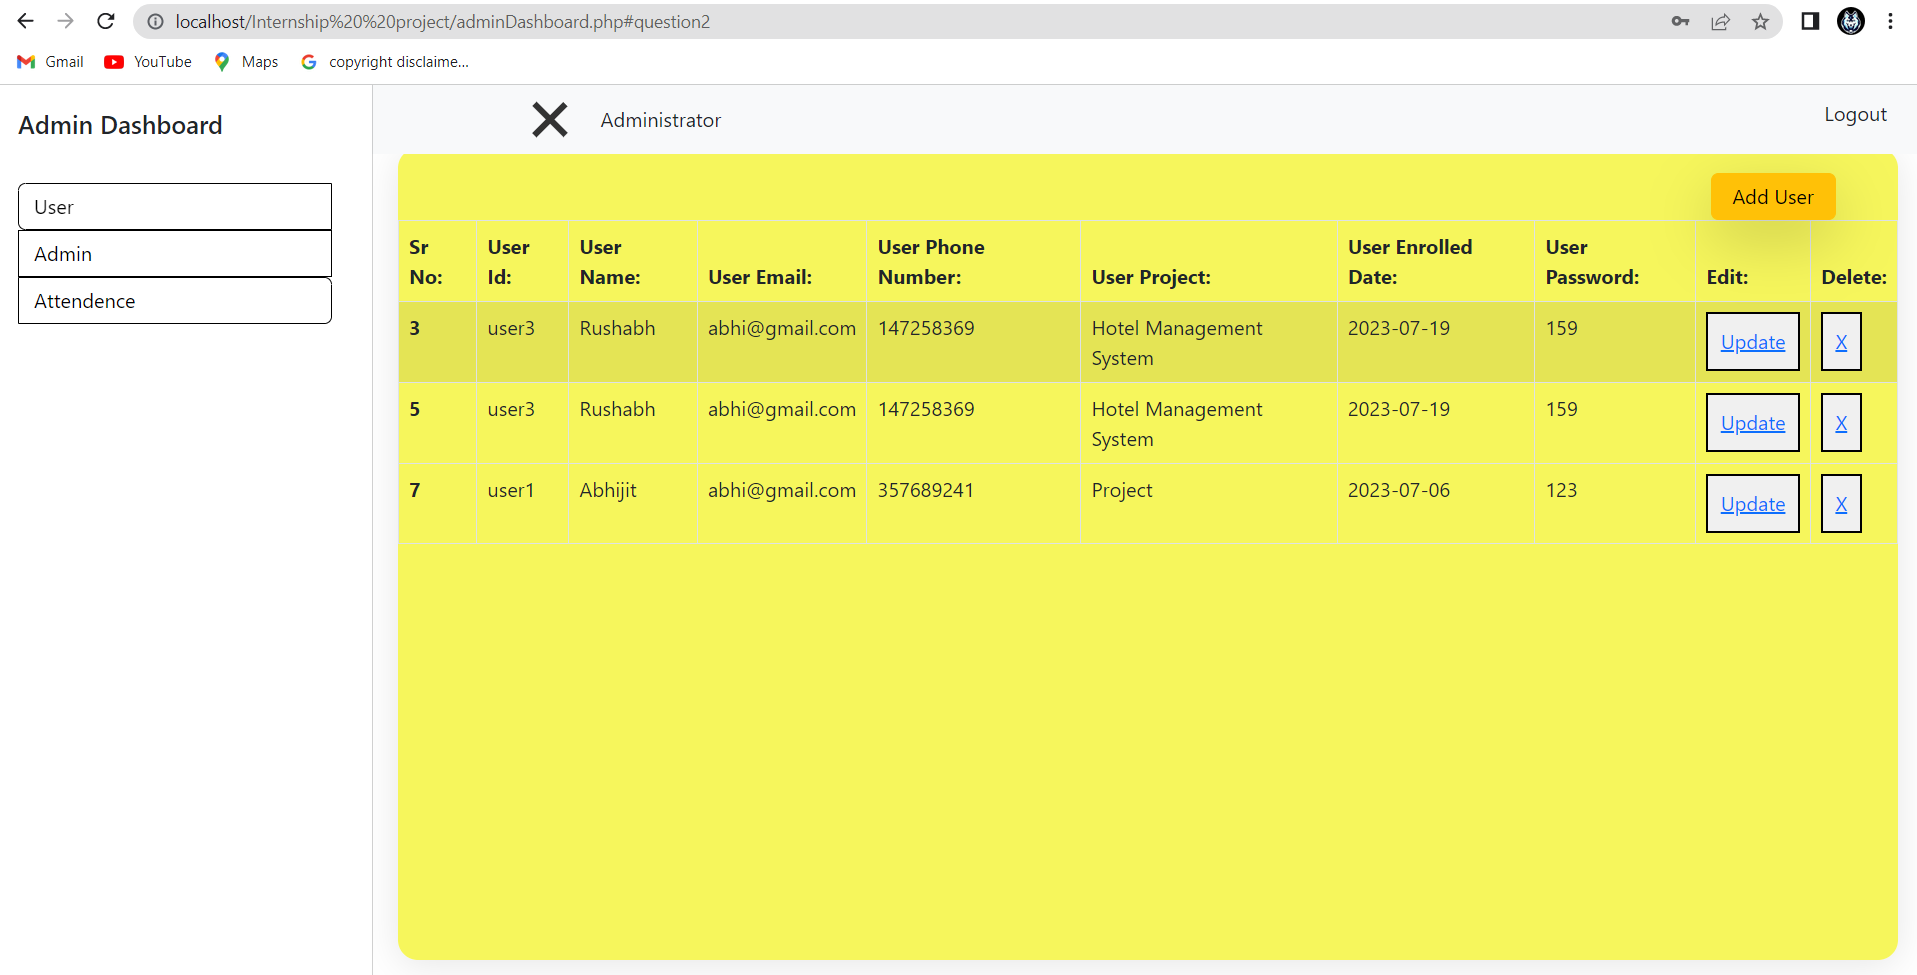 localhost/Internship%20%20project/adminDashboard.php#question2
Gmail YouTube Maps copyright disclaime...
Admin Dashboard
User
Admin
Attendence
Administrator
Logout
Add User
Sr No: User Id: User Name: User Email: User Phone Number: User Project: User Enrolled Date: User Password: Edit: Delete:
3 user3 Rushabh abhi@gmail.com 147258369 Hotel Management System 2023-07-19 159 Update X
5 user3 Rushabh abhi@gmail.com 147258369 Hotel Management System 2023-07-19 159 Update X
7 user1 Abhijit abhi@gmail.com 357689241 Project 2023-07-06 123 Update X